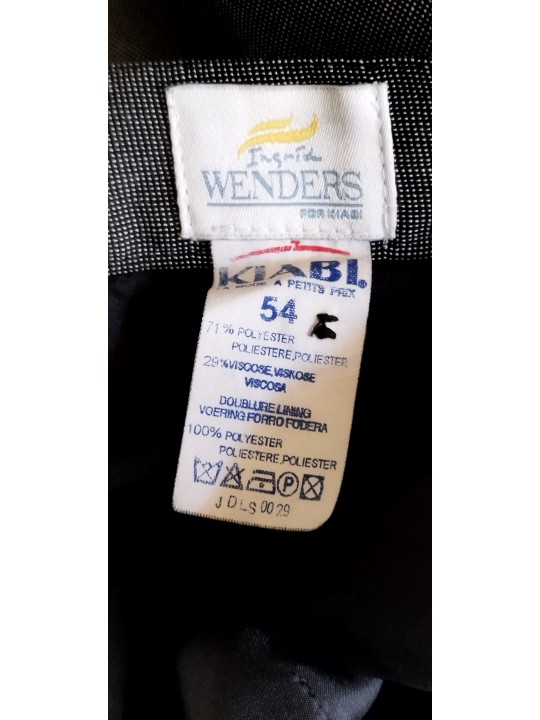 Ingrid
WENDERS
FOR KIABI
KIABI®
MODE A PETITS PRIX
54
71% POLYESTER
POLIESTERE,POLIESTER
29%VISCOSE,VISKOSE
VISCOSA
DOUBLURE LINING
VOERING FORRO FODERA
100% POLYESTER
POLIESTERE,POLIESTER
P
J D L S 00 29